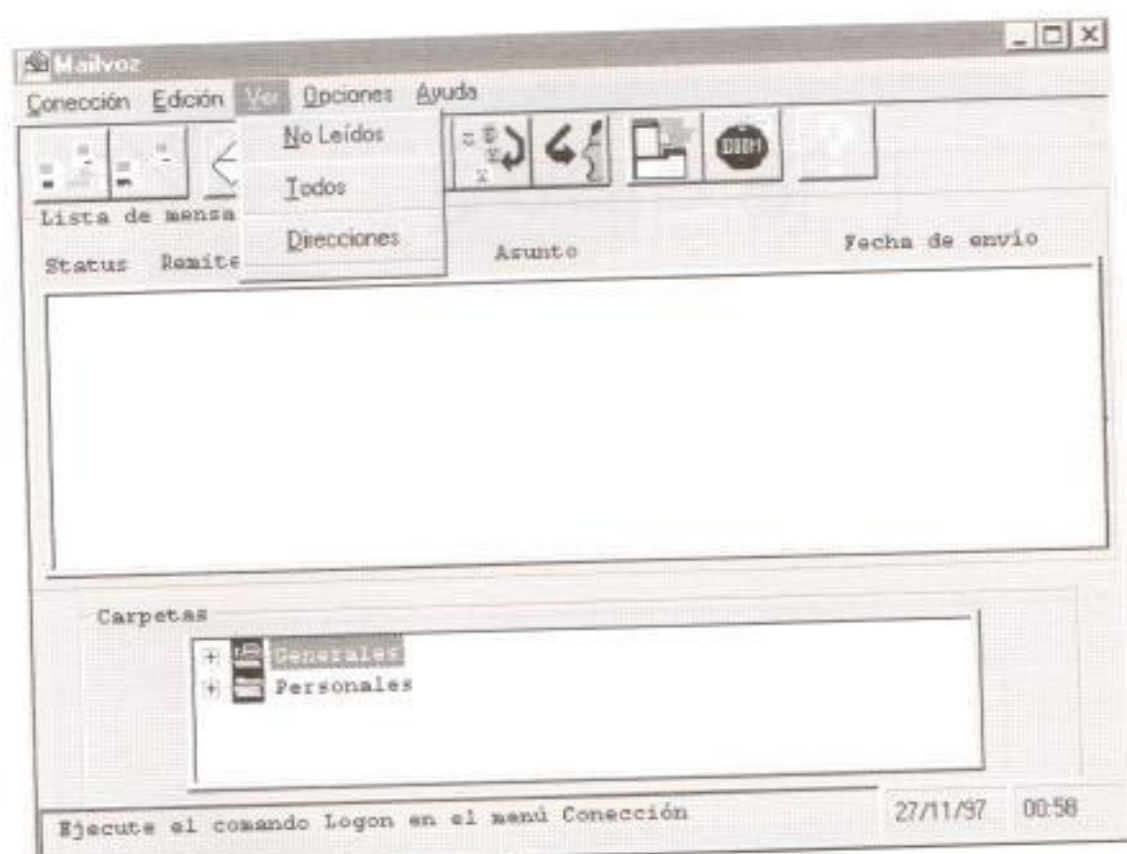 Mailvoz
Conección Edición Ver Opciones Ayuda
No Leídos
Todos
Direcciones
Lista de mensa
Status Remite Asunto Fecha de envio
Carpetas
Generales
Personales
Ejecute el comando Logon en el menú Conección 27/11/97 00:58